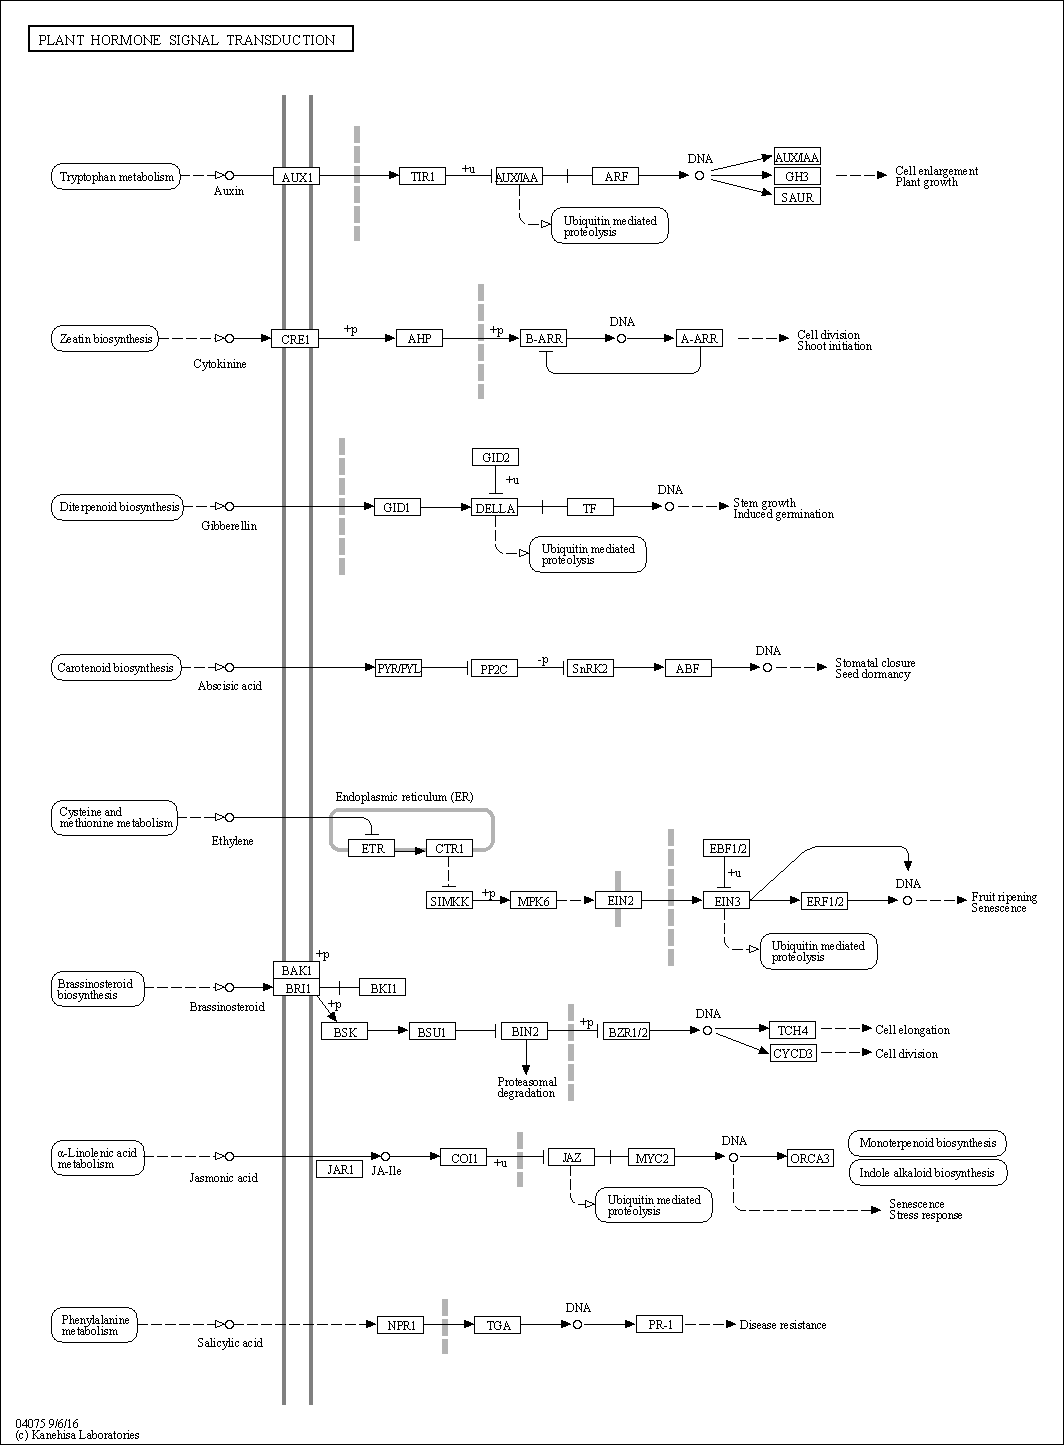 PLANT HORMONE SIGNAL TRANSDUCTION
Tryptophan metabolism
Auxin
AUX1
TIR1
+u
AUX/IAA
ARF
DNA
AUX/IAA
GH3
SAUR
Cell enlargement
Plant growth
Ubiquitin mediated
proteolysis
Zeatin biosynthesis
Cytokinine
CRE1
+p
AHP
+p
B-ARR
DNA
A-ARR
Cell division
Shoot initiation
Diterpenoid biosynthesis
Gibberellin
GID1
GID2
+u
DELLA
TF
DNA
Stem growth
Induced germination
Ubiquitin mediated
proteolysis
Carotenoid biosynthesis
Abscisic acid
PYR/PYL
PP2C
-p
SnRK2
ABF
DNA
Stomatal closure
Seed dormancy
Cysteine and
methionine metabolism
Ethylene
Endoplasmic reticulum (ER)
ETR
CTR1
SIMKK
+p
MPK6
EIN2
EBF1/2
+u
EIN3
ERF1/2
DNA
Fruit ripening
Senescence
Ubiquitin mediated
proteolysis
Brassinosteroid
biosynthesis
Brassinosteroid
BAK1
+p
BRI1
BKI1
+p
BSK
BSU1
BIN2
+p
BZR1/2
DNA
TCH4
Cell elongation
CYCD3
Cell division
Proteasomal
degradation
α-Linolenic acid
metabolism
Jasmonic acid
JAR1
JA-Ile
COI1
+u
JAZ
MYC2
DNA
ORCA3
Monoterpenoid biosynthesis
Indole alkaloid biosynthesis
Ubiquitin mediated
proteolysis
Senescence
Stress response
Phenylalanine
metabolism
Salicylic acid
NPR1
TGA
DNA
PR-1
Disease resistance
04075 9/6/16
(c) Kanehisa Laboratories